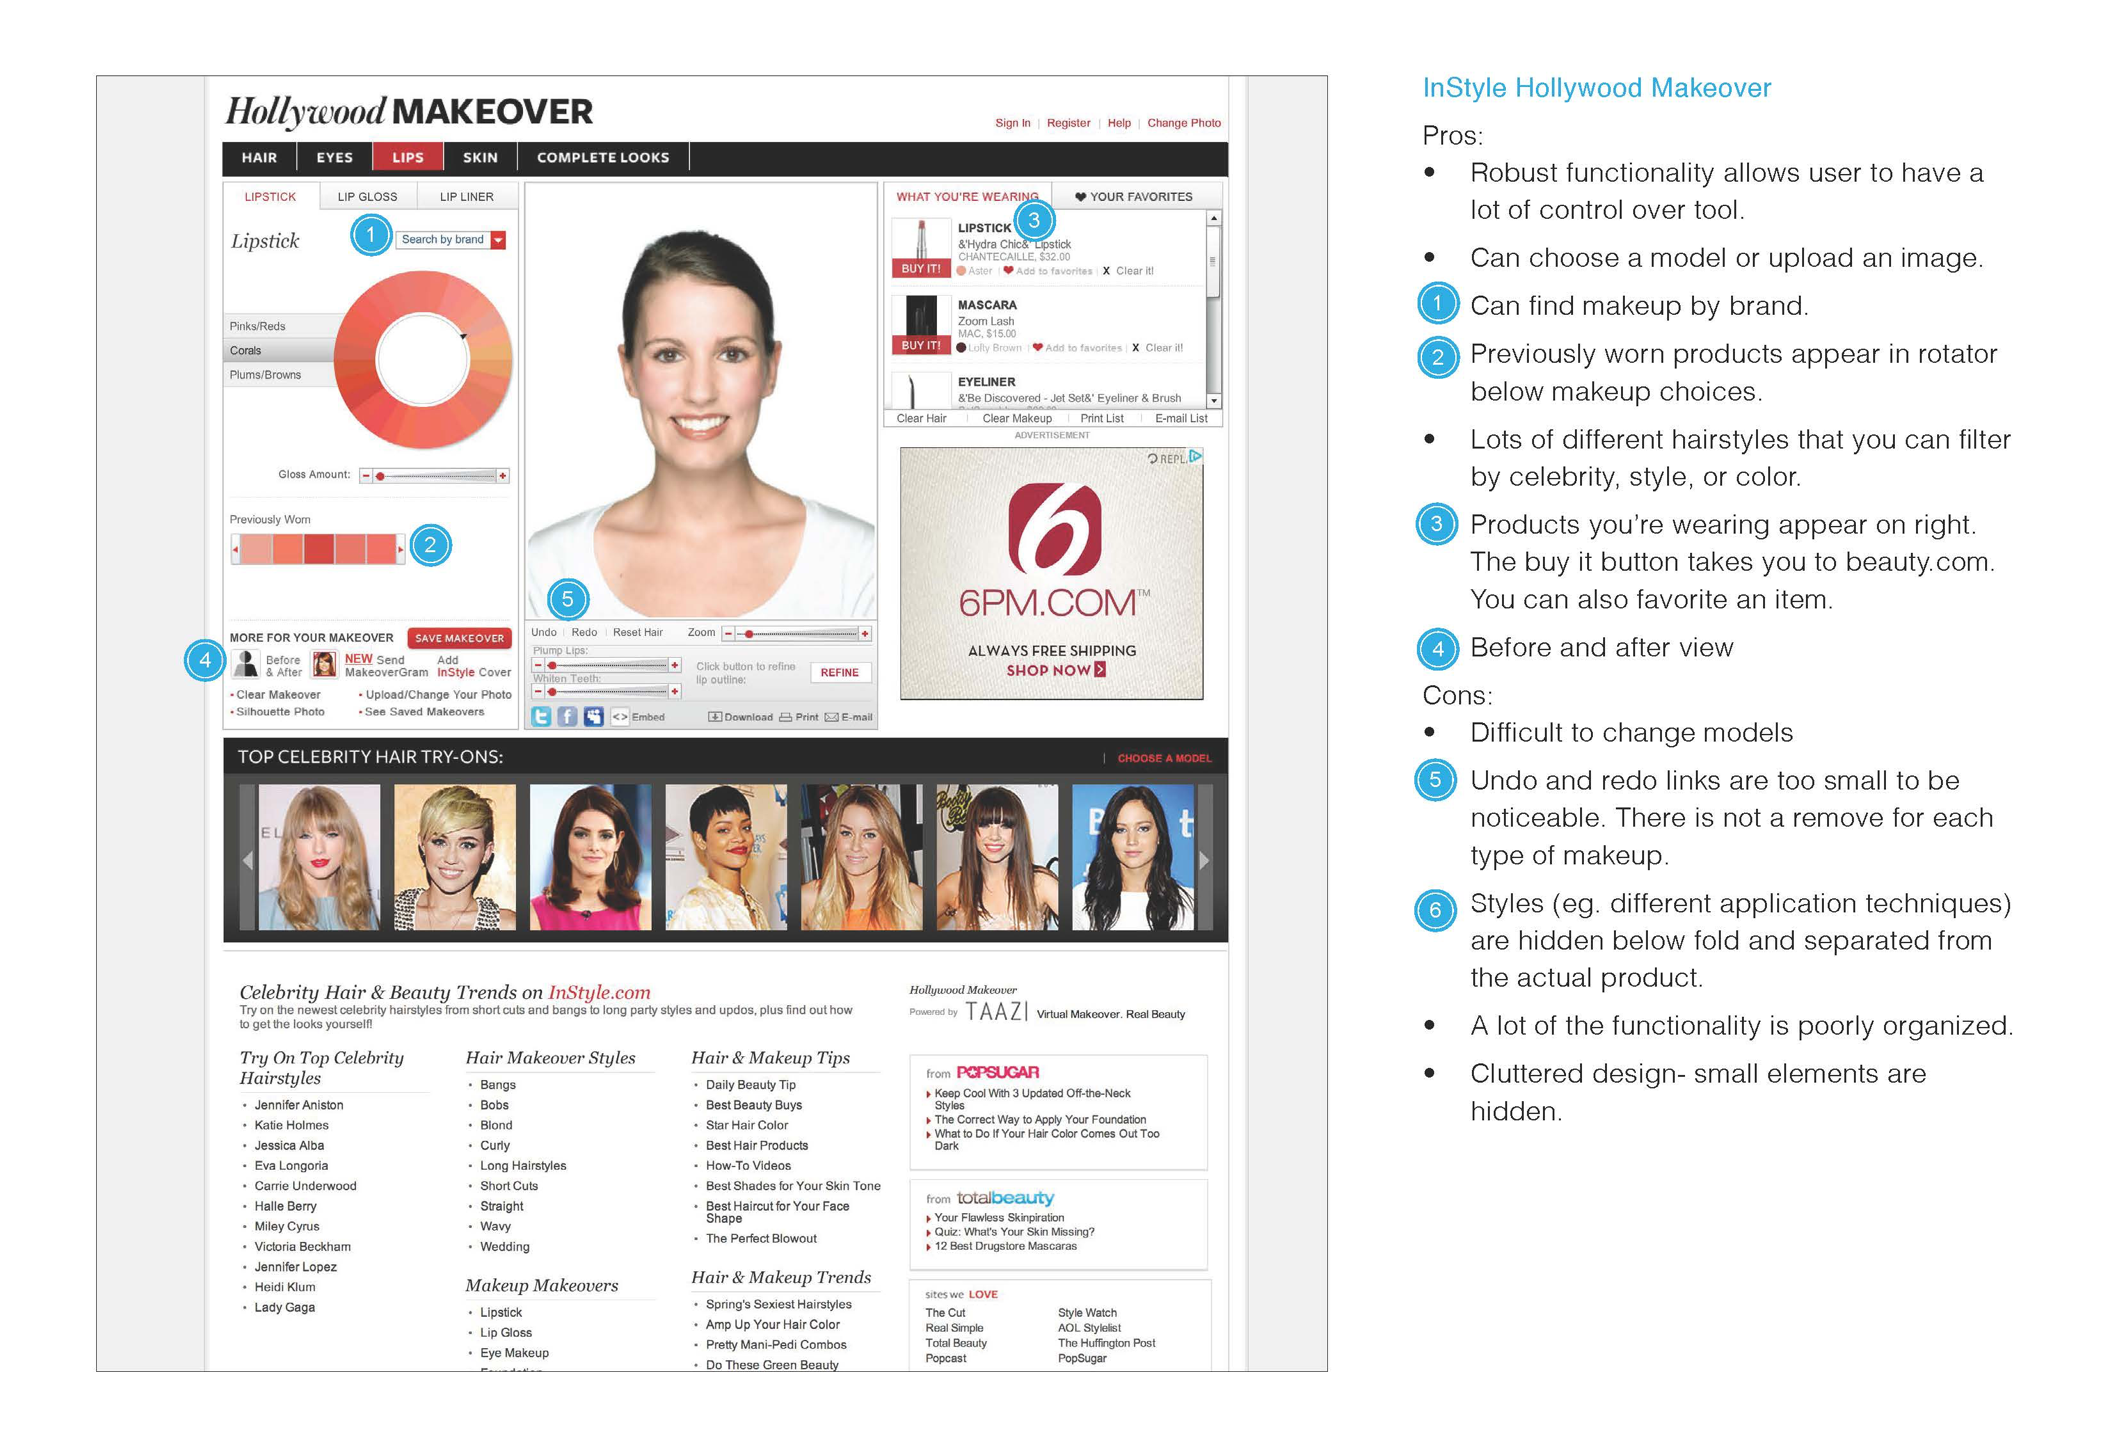 Hollywood MAKEOVER
Sign In | Register | Help | Change Photo
HAIR EYES LIPS SKIN COMPLETE LOOKS
LIPSTICK LIP GLOSS LIP LINER
Lipstick
1
Search by brand
Pinks/Reds
Corals
Plums/Browns
Gloss Amount:
Previously Worn
2
MORE FOR YOUR MAKEOVER SAVE MAKEOVER
4
Before & After
NEW Send MakeoverGram
Add InStyle Cover
• Clear Makeover
• Upload/Change Your Photo
• Silhouette Photo
• See Saved Makeovers
5
Undo | Redo | Reset Hair
Zoom
Plump Lips:
Whiten Teeth:
Click button to refine
lip outline:
REFINE
<> Embed
Download Print E-mail
WHAT YOU'RE WEARING YOUR FAVORITES
3
LIPSTICK
&'Hydra Chic&' Lipstick
CHANTECAILLE, $32.00
BUY IT!
Aster | Add to favorites | X Clear it!
MASCARA
Zoom Lash
MAC, $15.00
BUY IT!
Lofty Brown | Add to favorites | X Clear it!
EYELINER
&'Be Discovered - Jet Set&' Eyeliner & Brush
Clear Hair | Clear Makeup | Print List | E-mail List
ADVERTISEMENT
6
6PM.COM™
ALWAYS FREE SHIPPING
SHOP NOW
TOP CELEBRITY HAIR TRY-ONS:
| CHOOSE A MODEL
Celebrity Hair & Beauty Trends on InStyle.com
Try on the newest celebrity hairstyles from short cuts and bangs to long party styles and updos, plus find out how
to get the looks yourself!
Try On Top Celebrity
Hairstyles
• Jennifer Aniston
• Katie Holmes
• Jessica Alba
• Eva Longoria
• Carrie Underwood
• Halle Berry
• Miley Cyrus
• Victoria Beckham
• Jennifer Lopez
• Heidi Klum
• Lady Gaga
Hair Makeover Styles
• Bangs
• Bobs
• Blond
• Curly
• Long Hairstyles
• Short Cuts
• Straight
• Wavy
• Wedding
Makeup Makeovers
• Lipstick
• Lip Gloss
• Eye Makeup
Hair & Makeup Tips
• Daily Beauty Tip
• Best Beauty Buys
• Star Hair Color
• Best Hair Products
• How-To Videos
• Best Shades for Your Skin Tone
• Best Haircut for Your Face
Shape
• The Perfect Blowout
Hair & Makeup Trends
• Spring's Sexiest Hairstyles
• Amp Up Your Hair Color
• Pretty Mani-Pedi Combos
• Do These Green Beauty
Hollywood Makeover
Powered by TAAZ| Virtual Makeover. Real Beauty
from POPSUGAR
Keep Cool With 3 Updated Off-the-Neck
Styles
The Correct Way to Apply Your Foundation
What to Do If Your Hair Color Comes Out Too
Dark
from totalbeauty
Your Flawless Skinpiration
Quiz: What's Your Skin Missing?
12 Best Drugstore Mascaras
sites we LOVE
The Cut
Real Simple
Total Beauty
Popcast
Style Watch
AOL Stylelist
The Huffington Post
PopSugar
InStyle Hollywood Makeover
Pros:
• Robust functionality allows user to have a
lot of control over tool.
• Can choose a model or upload an image.
1 Can find makeup by brand.
2 Previously worn products appear in rotator
below makeup choices.
• Lots of different hairstyles that you can filter
by celebrity, style, or color.
3 Products you're wearing appear on right.
The buy it button takes you to beauty.com.
You can also favorite an item.
4 Before and after view
Cons:
• Difficult to change models
5 Undo and redo links are too small to be
noticeable. There is not a remove for each
type of makeup.
6 Styles (eg. different application techniques)
are hidden below fold and separated from
the actual product.
• A lot of the functionality is poorly organized.
• Cluttered design- small elements are
hidden.